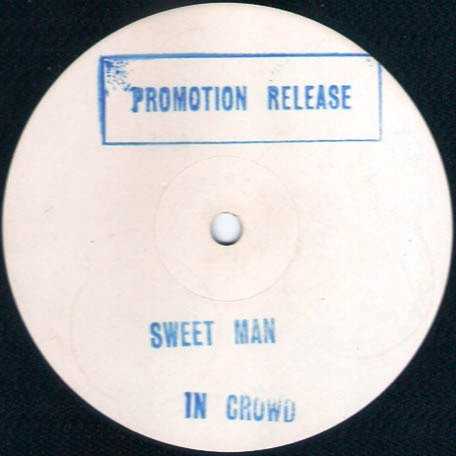 PROMOTION RELEASE
SWEET MAN
IN CROWD